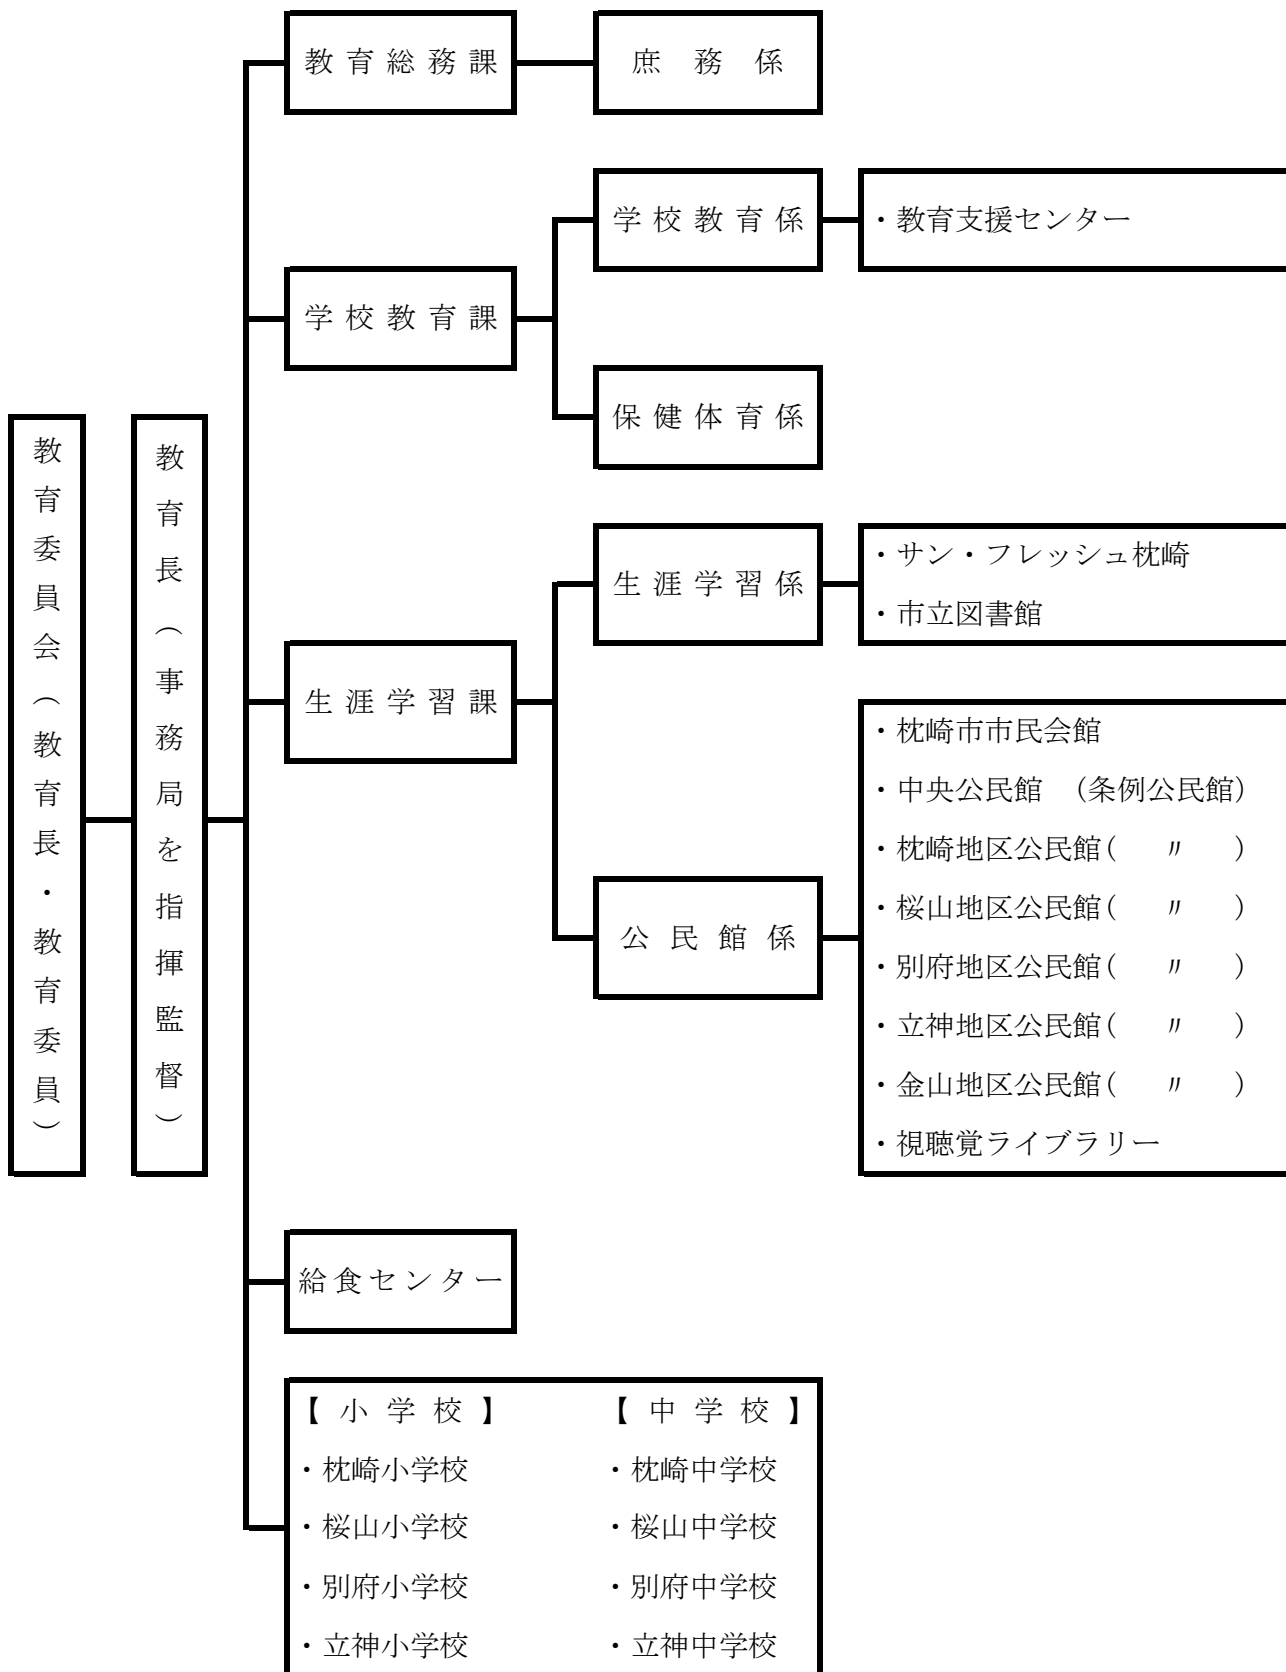 教育委員会（教育長・教育委員）
教育長（事務局を指揮監督）
教育総務課
庶務係
学校教育課
学校教育係
・教育支援センター
保健体育係
生涯学習課
生涯学習係
・サン・フレッシュ枕崎
・市立図書館
公民館係
・枕崎市市民会館
・中央公民館　（条例公民館）
・枕崎地区公民館(　〃　)
・桜山地区公民館(　〃　)
・別府地区公民館(　〃　)
・立神地区公民館(　〃　)
・金山地区公民館(　〃　)
・視聴覚ライブラリー
給食センター
【小学校】
・枕崎小学校
・桜山小学校
・別府小学校
・立神小学校
【中学校】
・枕崎中学校
・桜山中学校
・別府中学校
・立神中学校